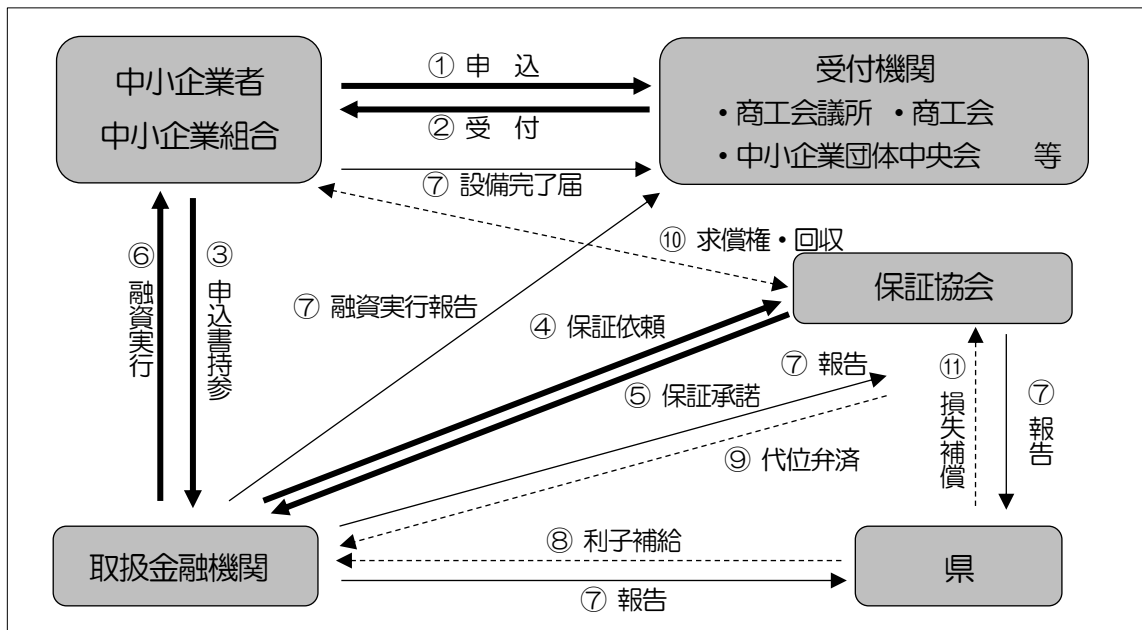 中小企業者
中小企業組合
① 申　込
② 受　付
⑦ 設備完了届
受付機関
・商工会議所 ・商工会
・中小企業団体中央会　等
⑩ 求償権・回収
保証協会
⑥ 融資実行
③ 申込書持参
⑦ 融資実行報告
④ 保証依頼
⑤ 保証承諾
⑦ 報告
⑨ 代位弁済
⑪ 損失補償
⑦ 報告
取扱金融機関
⑧ 利子補給
⑦ 報告
県